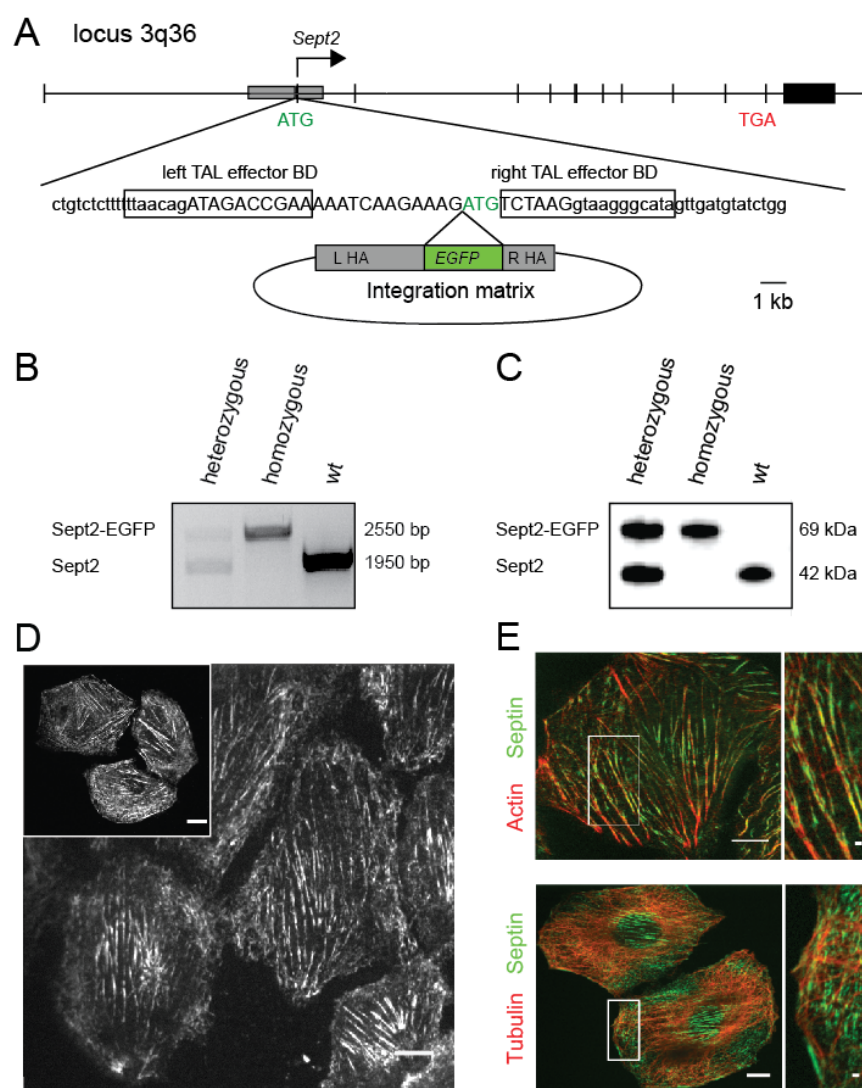 A
locus 3q36
Sept2
ATG
TGA
left TAL effector BD
right TAL effector BD
ctgtctcttttttttaacagATAGACCGAAAAATCAAGAAAGATGTCTAAGgtaagggcatagttgatgtatctgg
L HA
EGFP
R HA
Integration matrix
1 kb
B
heterozygous
homozygous
wt
Sept2-EGFP
2550 bp
Sept2
1950 bp
C
heterozygous
homozygous
wt
Sept2-EGFP
69 kDa
Sept2
42 kDa
D
E
Actin Septin
Tubulin Septin